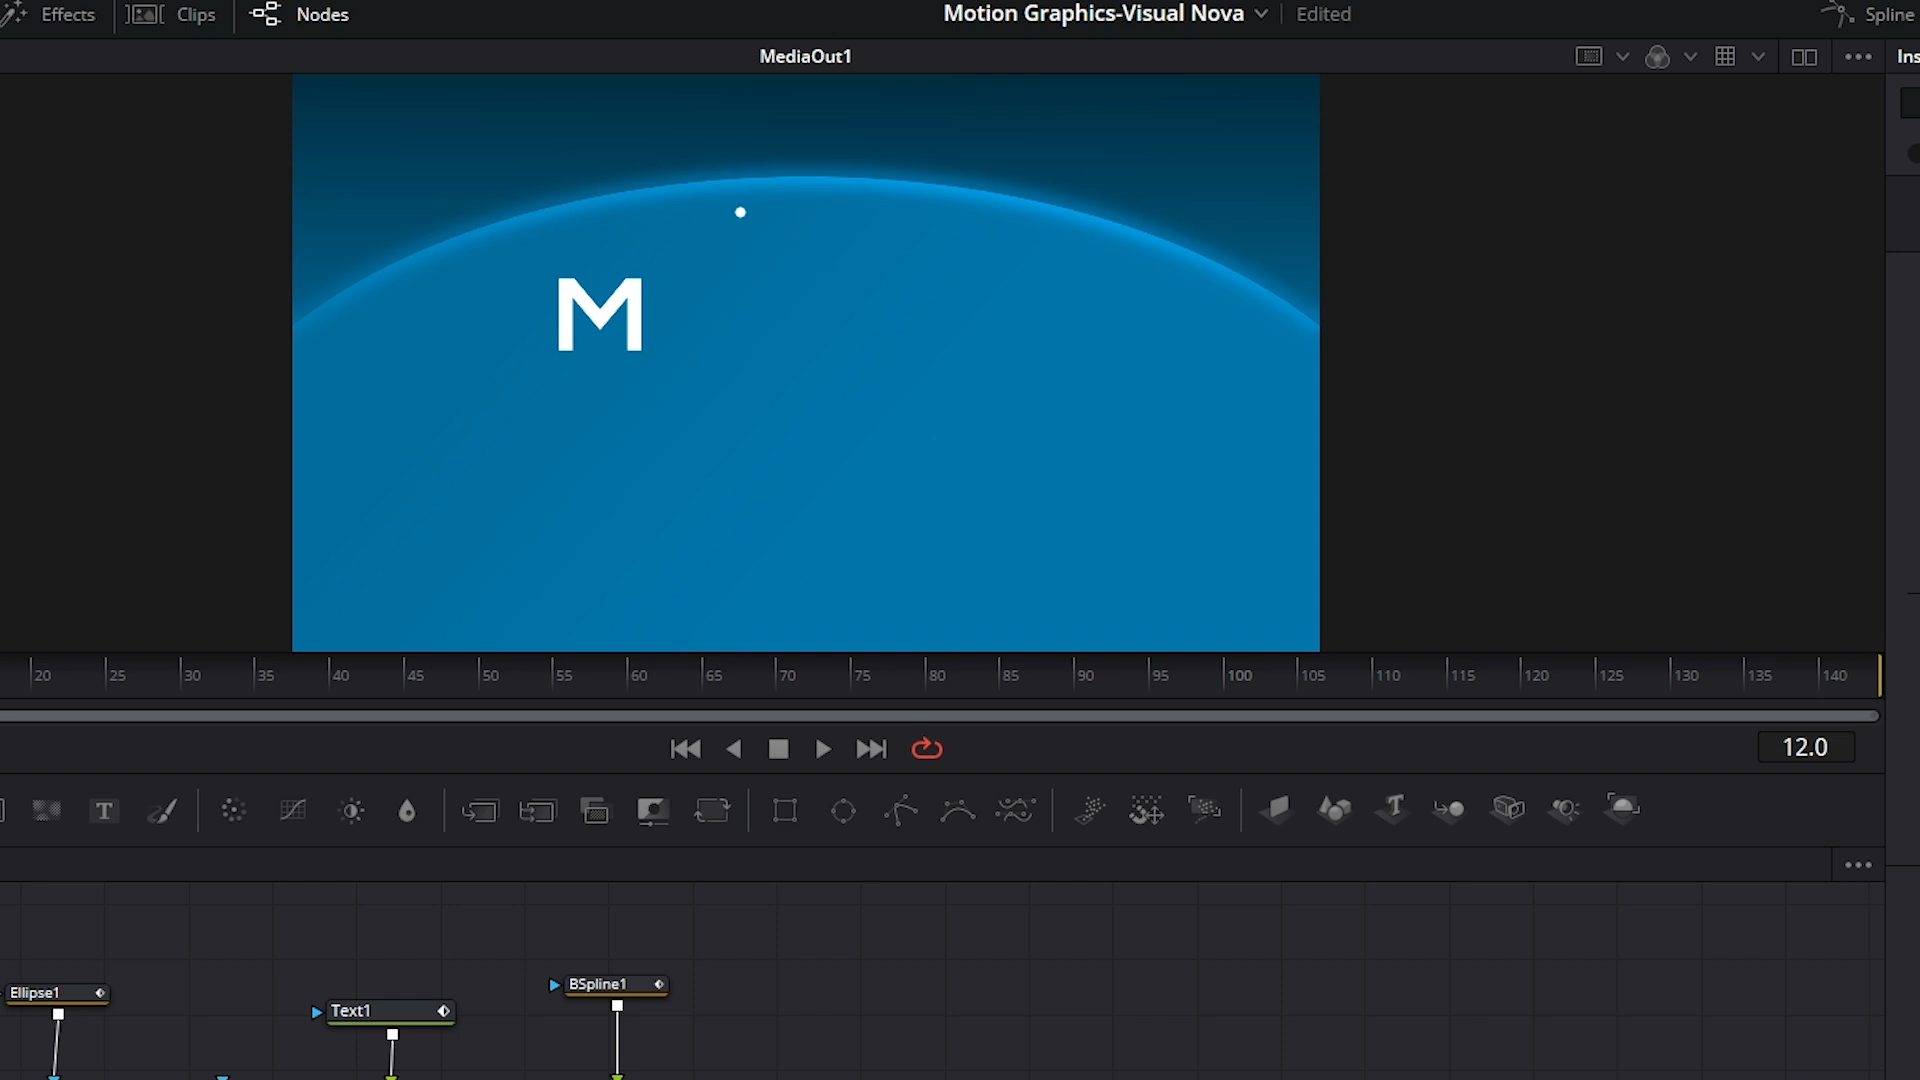 Effects Clips Nodes Motion Graphics-Visual Nova Edited Spline
MediaOut1
M
20 25 30 35 40 45 50 55 60 65 70 75 80 85 90 95 100 105 110 115 120 125 130 135 140
12.0
T
Ellipse1
Text1
BSpline1